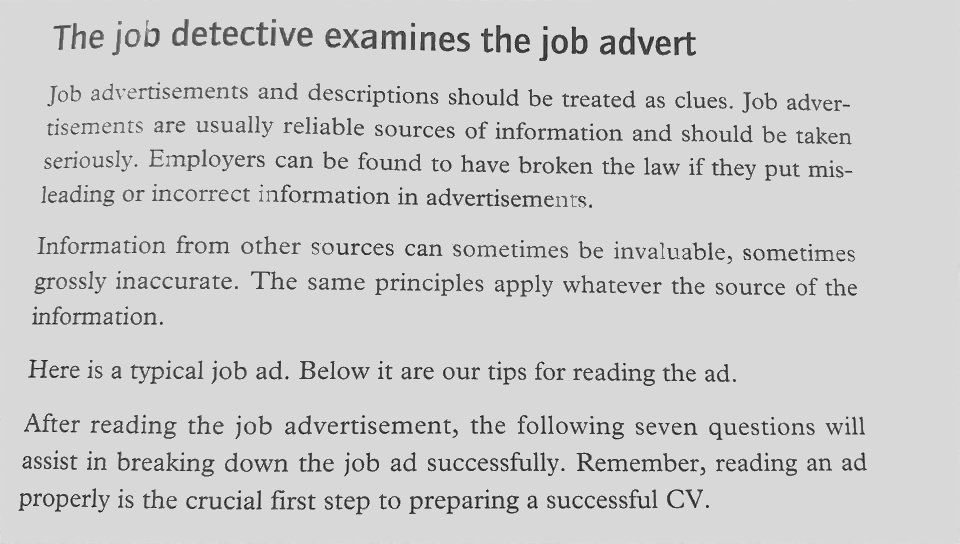 The job detective examines the job advert
Job advertisements and descriptions should be treated as clues. Job adver-
tisements are usually reliable sources of information and should be taken
seriously. Employers can be found to have broken the law if they put mis-
leading or incorrect information in advertisements.
Information from other sources can sometimes be invaluable, sometimes
grossly inaccurate. The same principles apply whatever the source of the
information.
Here is a typical job ad. Below it are our tips for reading the ad.
After reading the job advertisement, the following seven questions will
assist in breaking down the job ad successfully. Remember, reading an ad
properly is the crucial first step to preparing a successful CV.